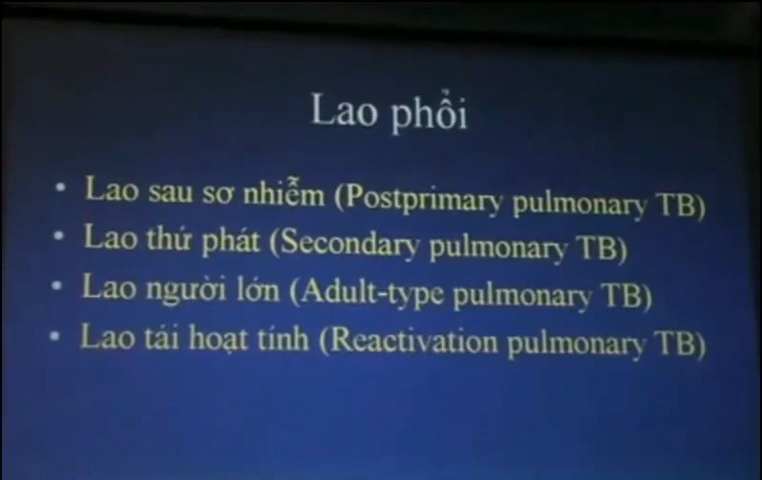 Lao phổi
• Lao sau sơ nhiễm (Postprimary pulmonary TB)
• Lao thứ phát (Secondary pulmonary TB)
• Lao người lớn (Adult-type pulmonary TB)
• Lao tái hoạt tính (Reactivation pulmonary TB)